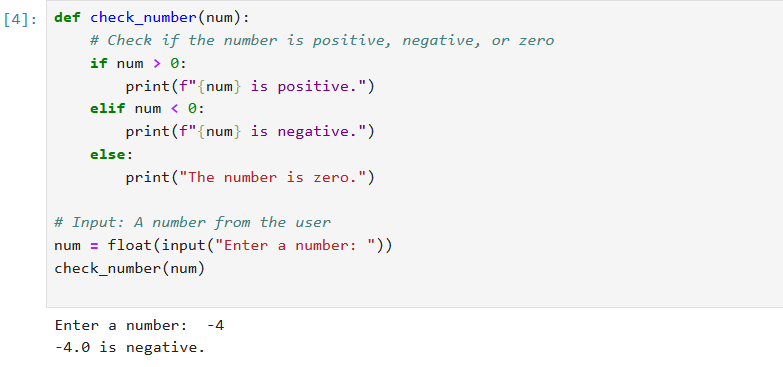 [4]: def check_number(num):
    # Check if the number is positive, negative, or zero
    if num > 0:
        print(f"{num} is positive.")
    elif num < 0:
        print(f"{num} is negative.")
    else:
        print("The number is zero.")

# Input: A number from the user
num = float(input("Enter a number: "))
check_number(num)

Enter a number:  -4
-4.0 is negative.